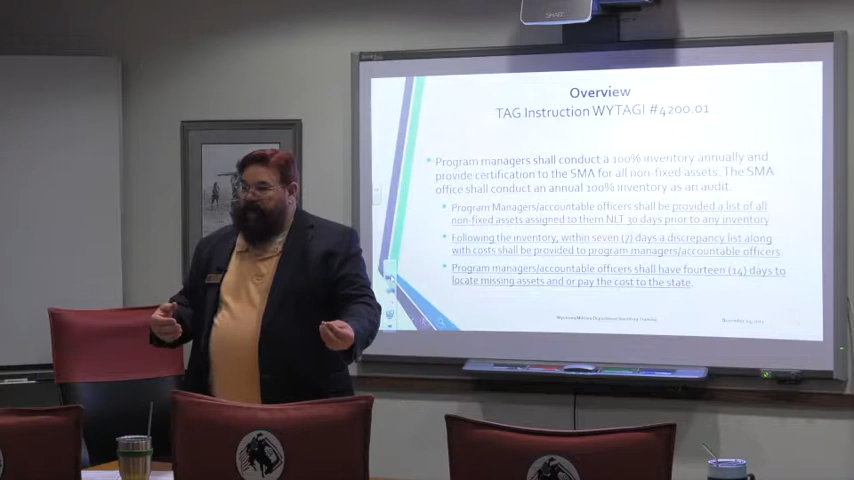 SMART
Overview
TAG Instruction WYTAGI #4200.01
Program managers shall conduct a 100% inventory annually and
provide certification to the SMA for all non-fixed assets. The SMA
office shall conduct an annual 100% inventory as an audit.
Program Managers/accountable officers shall be provided a list of all
non-fixed assets assigned to them NLT 30 days prior to any inventory
Following the inventory, within seven (7) days a discrepancy list along
with costs shall be provided to program managers/accountable officers.
Program managers/accountable officers shall have fourteen (14) days to
locate missing assets and or pay the cost to the state.